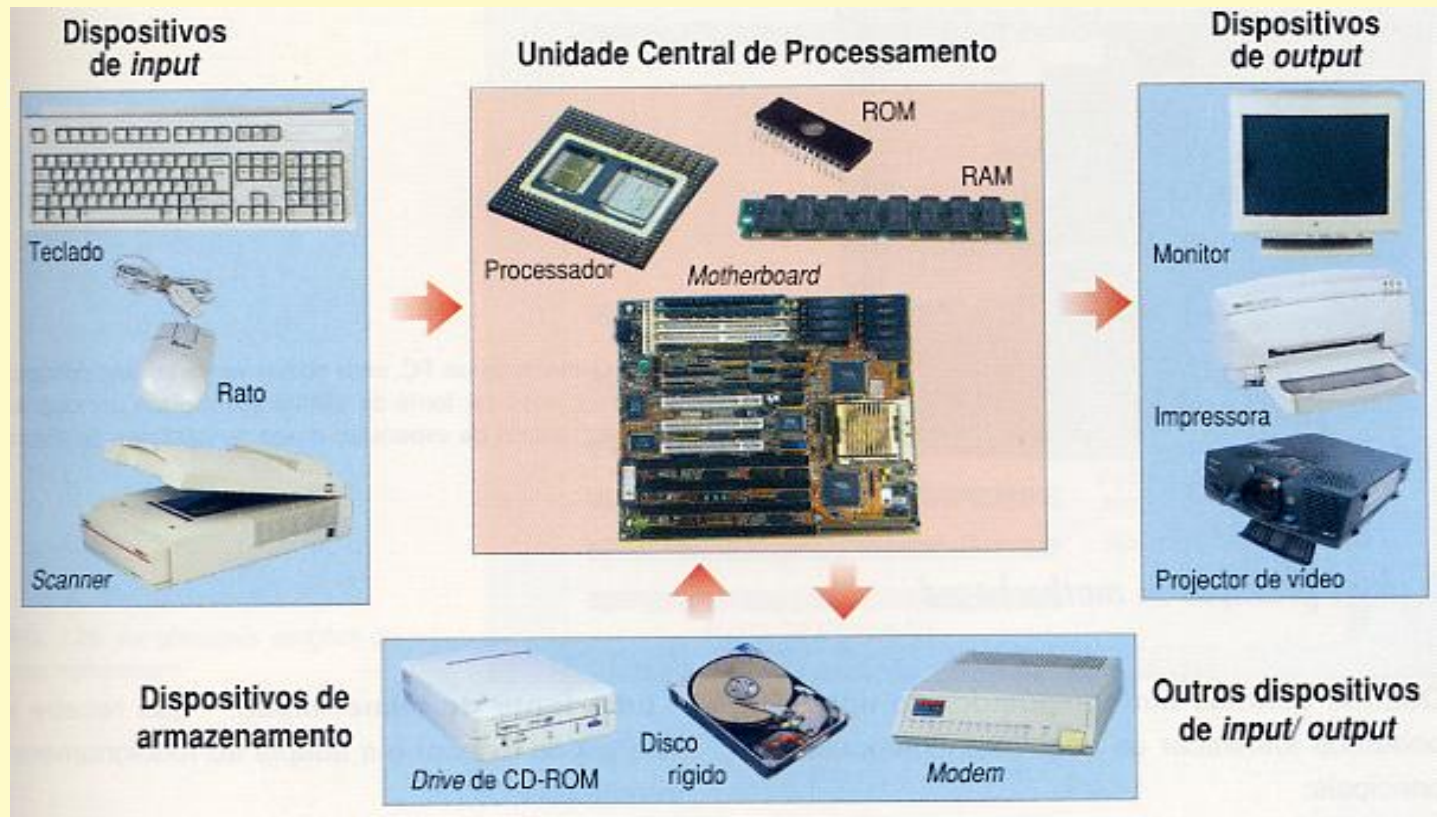 Dispositivos
de input
Unidade Central de Processamento
Dispositivos
de output
Teclado
Rato
Scanner
Processador
ROM
RAM
Motherboard
Monitor
Impressora
Projector de vídeo
Dispositivos de
armazenamento
Drive de CD-ROM
Disco
rígido
Modem
Outros dispositivos
de input/ output